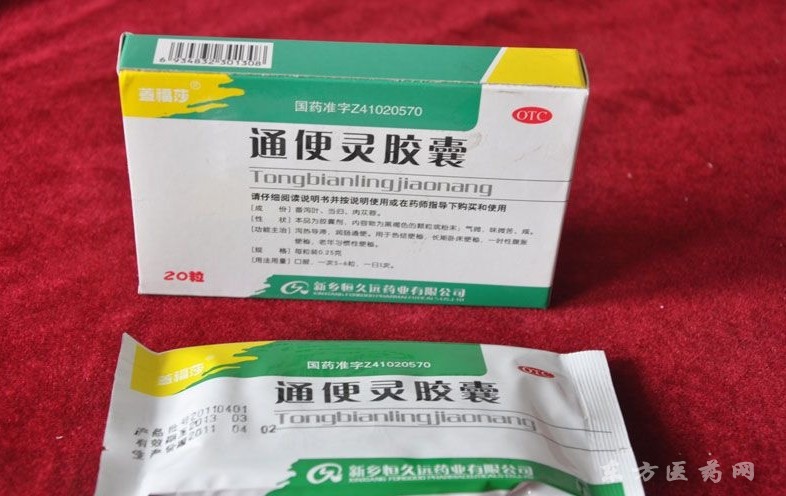 6 934832 301308
盖福莎®
国药准字Z41020570
OTC
通便灵胶囊
Tongbianlingjiaonang
请仔细阅读说明书并按说明使用或在药师指导下购买和使用
[成 份] 番泻叶、当归、肉苁蓉。
[性 状] 本品为胶囊剂，内容物为黑褐色的颗粒或粉末；气微，味微苦、咸。
[功能主治] 泻热导滞，润肠通便。用于热结便秘，长期卧床便秘，一时性腹胀
便秘，老年习惯性便秘。
[规 格] 每粒装0.25克
[用法用量] 口服，一次5-6粒，一日1次。
20粒
新乡恒久远药业有限公司
盖福莎®
国药准字Z41020570
OTC
通便灵胶囊
Tongbianlingjiaonang
产品批号20110401
有效期至2013 03
生产日期2011 04 02
新乡恒久远药业有限公司
东方医药网